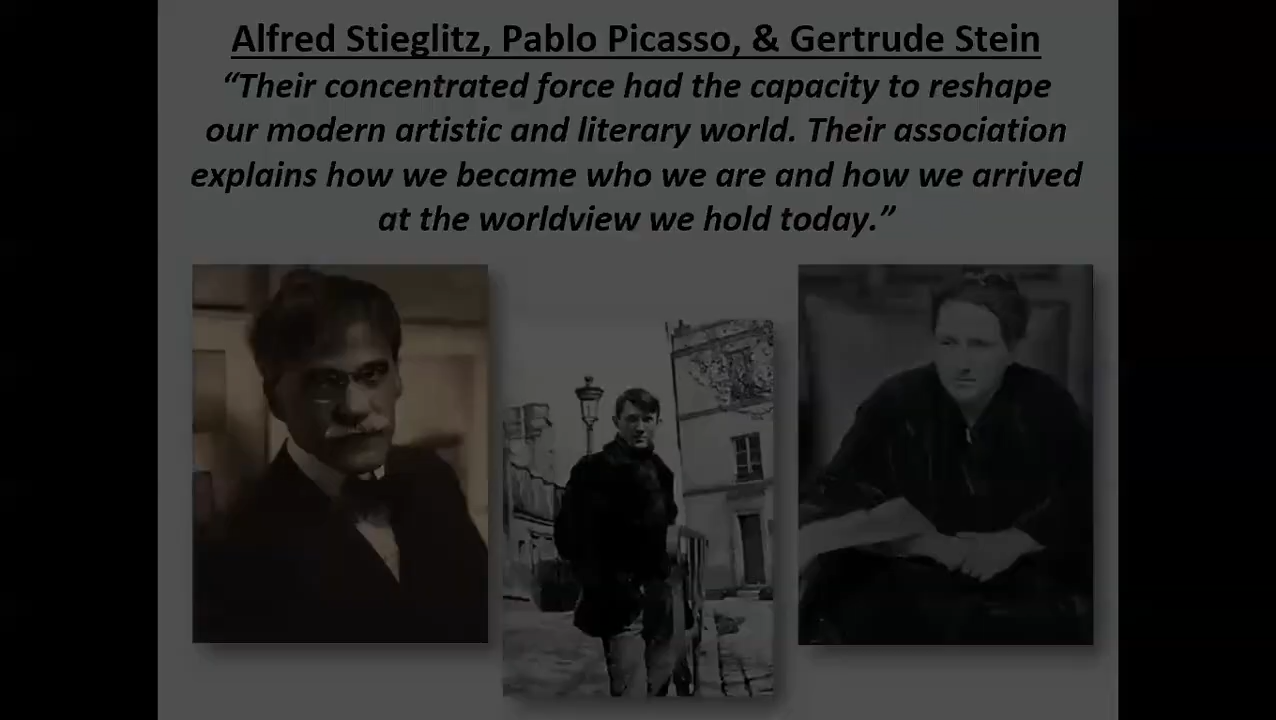 Alfred Stieglitz, Pablo Picasso, & Gertrude Stein
“Their concentrated force had the capacity to reshape
our modern artistic and literary world. Their association
explains how we became who we are and how we arrived
at the worldview we hold today.”